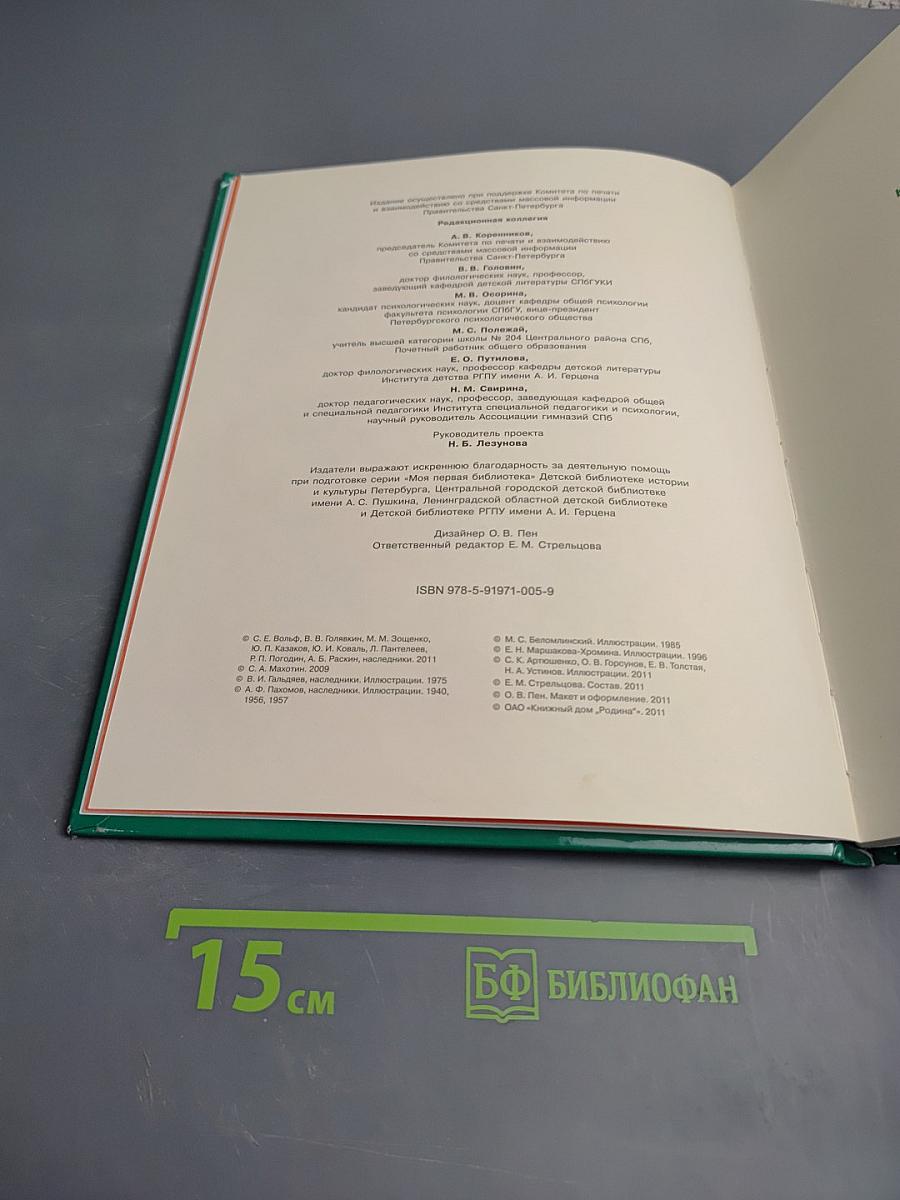 Издание осуществлено при поддержке Комитета по печати
и взаимодействию со средствами массовой информации
Правительства Санкт-Петербурга
Редакционная коллегия
А. В. Коренников,
председатель Комитета по печати и взаимодействию
со средствами массовой информации
Правительства Санкт-Петербурга
В. В. Головин,
доктор филологических наук, профессор,
заведующий кафедрой детской литературы СПбГУКИ
М. В. Осорина,
кандидат психологических наук, доцент кафедры общей психологии
факультета психологии СПбГУ, вице-президент
Петербургского психологического общества
М. С. Полежай,
учитель высшей категории школы № 204 Центрального района СПб,
Почетный работник общего образования
Е. О. Путилова,
доктор филологических наук, профессор кафедры детской литературы
Института детства РГПУ имени А. И. Герцена
Н. М. Свирина,
доктор педагогических наук, профессор, заведующая кафедрой общей
и специальной педагогики Института специальной педагогики и психологии,
научный руководитель Ассоциации гимназий СПб
Руководитель проекта
Н. Б. Лезунова
Издатели выражают искреннюю благодарность за деятельную помощь
при подготовке серии «Моя первая библиотека» Детской библиотеке истории
и культуры Петербурга, Центральной городской детской библиотеке
имени А. С. Пушкина, Ленинградской областной детской библиотеке
и Детской библиотеке РГПУ имени А. И. Герцена
Дизайнер О. В. Пен
Ответственный редактор Е. М. Стрельцова
ISBN 978-5-91971-005-9
© С. Е. Вольф, В. В. Голявкин, М. М. Зощенко,
Ю. П. Казаков, Ю. И. Коваль, Л. Пантелеев,
Р. П. Погодин, А. Б. Раскин, наследники. 2011
© С. А. Махотин. 2009
© В. И. Гальдяев, наследники. Иллюстрации. 1975
© А. Ф. Пахомов, наследники. Иллюстрации. 1940,
1956, 1957
© М. С. Беломлинский. Иллюстрации. 1985
© Е. Н. Маршакова-Хромина. Иллюстрации. 1996
© С. К. Артюшенко, О. В. Горсунов, Е. В. Толстая,
Н. А. Устинов. Иллюстрации. 2011
© Е. М. Стрельцова. Состав. 2011
© О. В. Пен. Макет и оформление. 2011
© ОАО «Книжный дом „Родина“». 2011
15 см
БФ БИБЛИОФАН